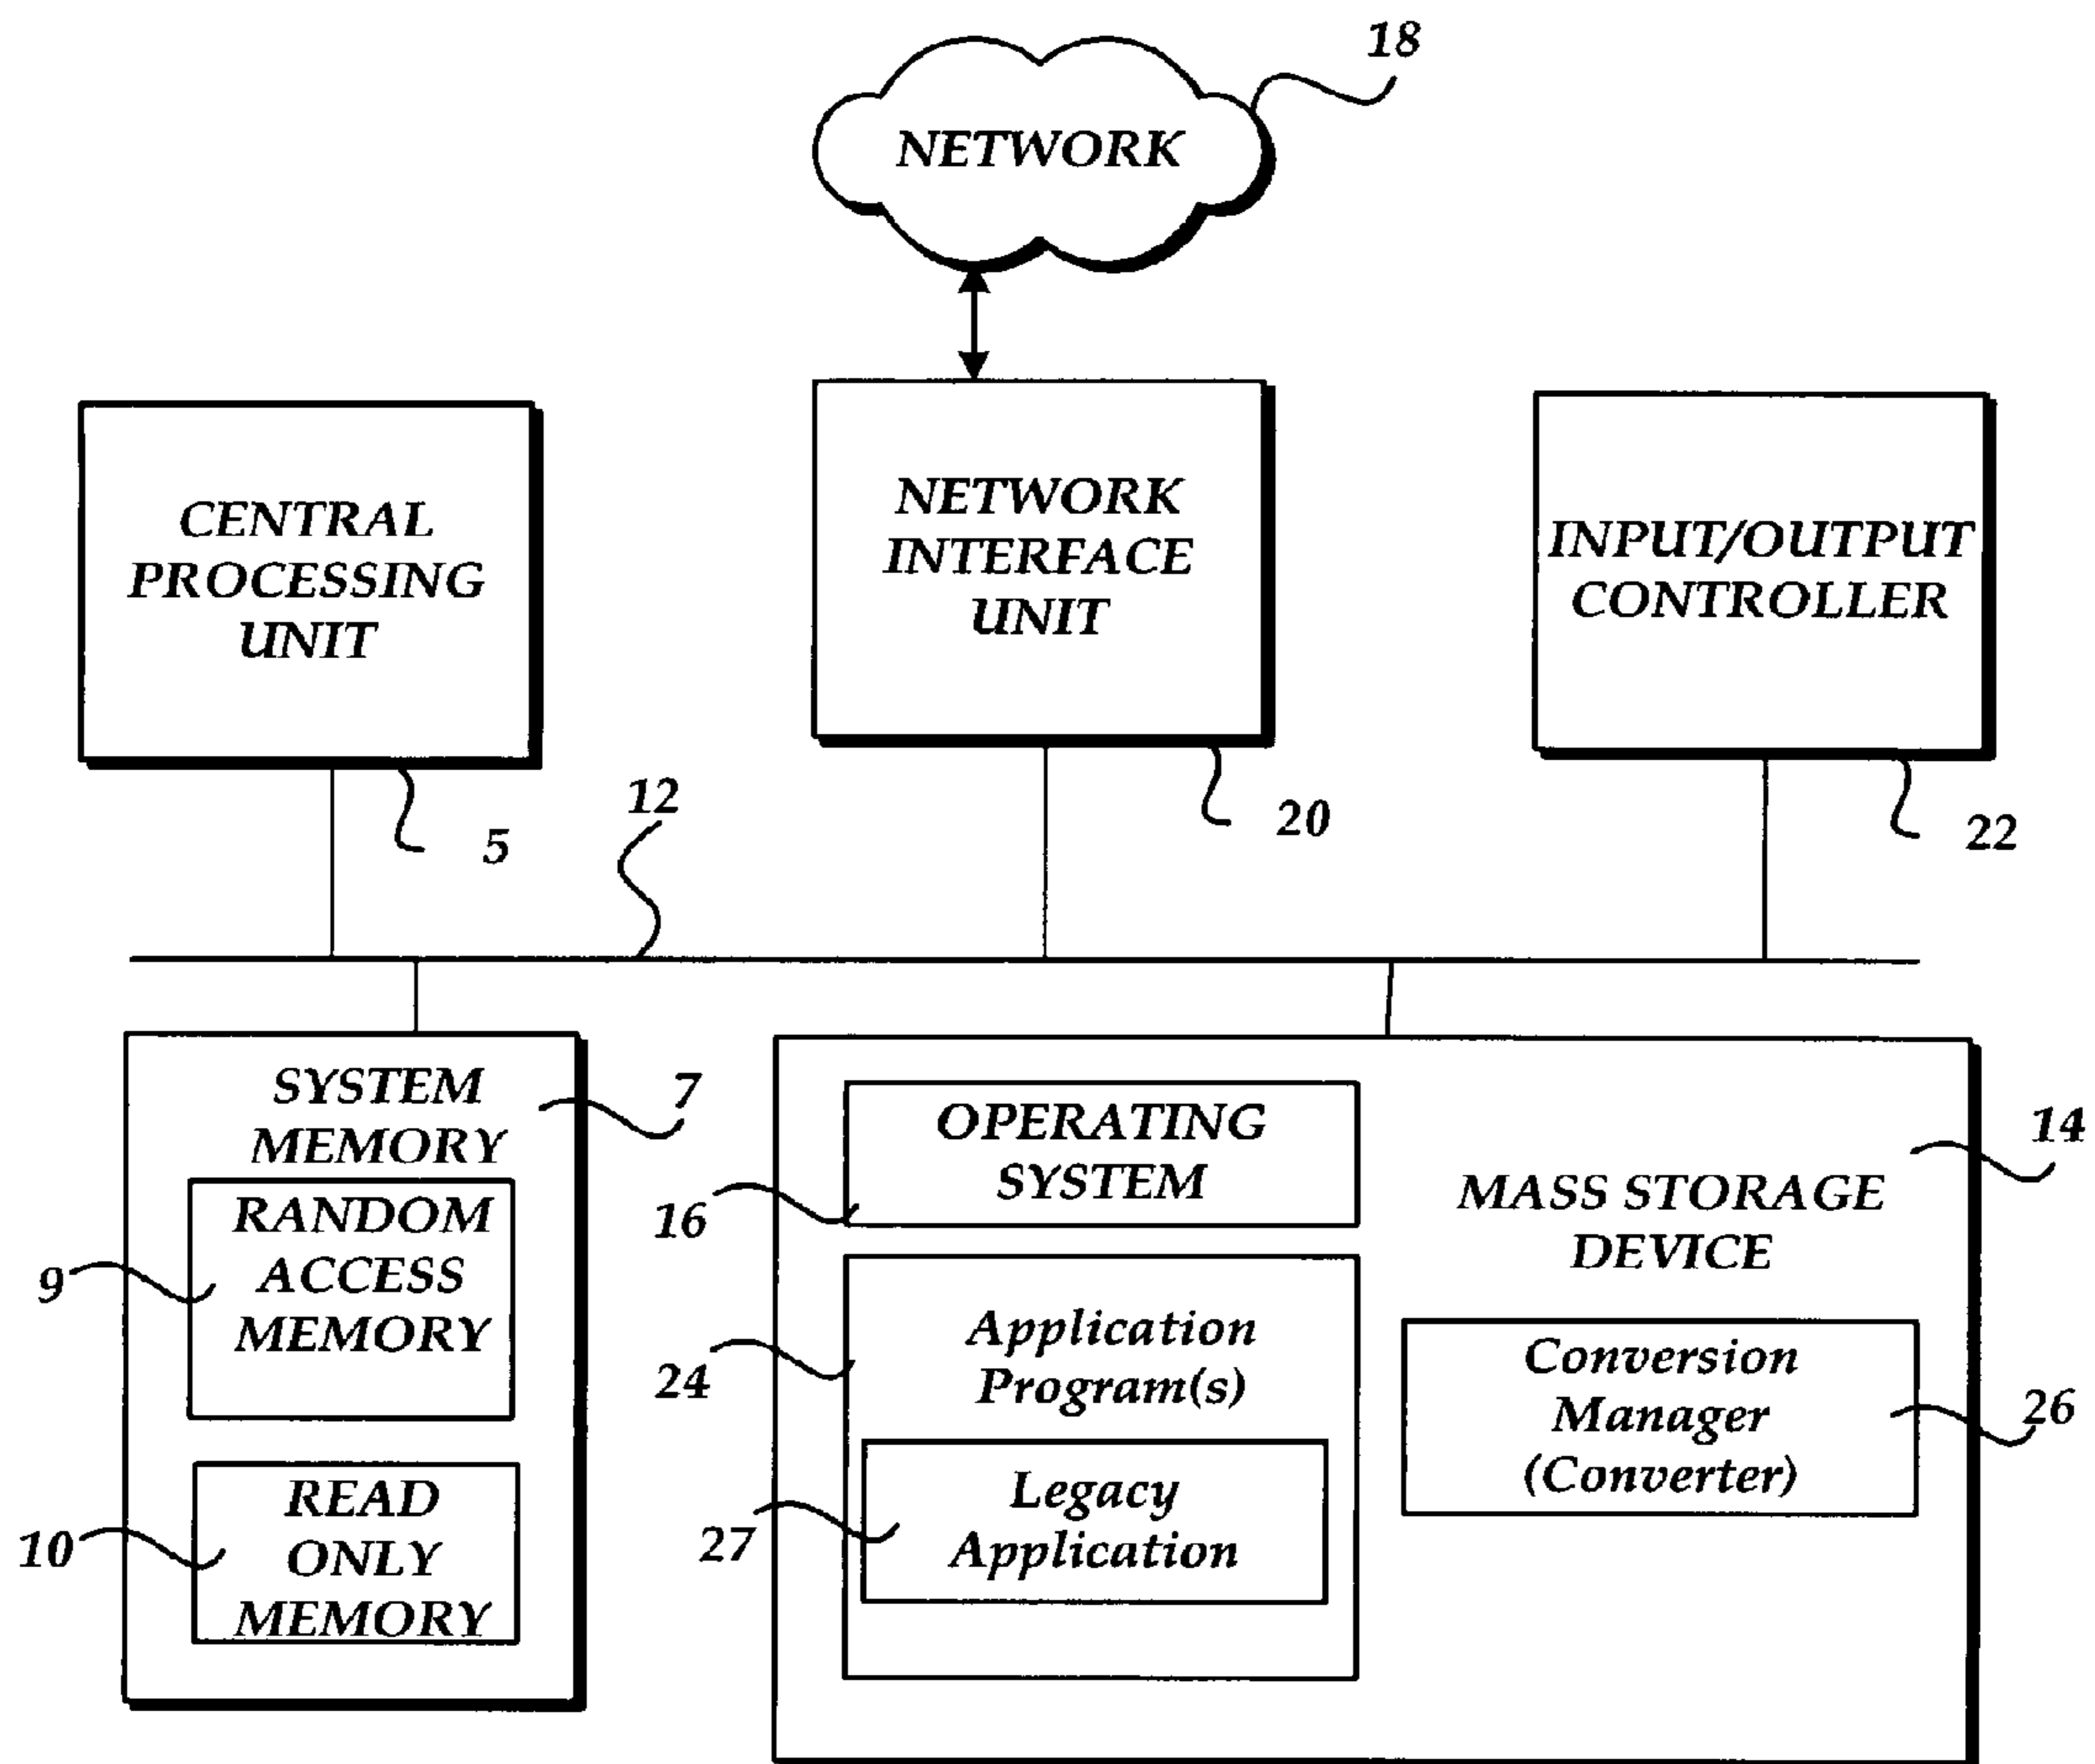 18
NETWORK
CENTRAL
PROCESSING
UNIT
5
NETWORK
INTERFACE
UNIT
20
INPUT/OUTPUT
CONTROLLER
22
12
SYSTEM
MEMORY
7
RANDOM
ACCESS
MEMORY
9
READ
ONLY
MEMORY
10
OPERATING
SYSTEM
16
MASS STORAGE
DEVICE
14
Application
Program(s)
24
Legacy
Application
27
Conversion
Manager
(Converter)
26